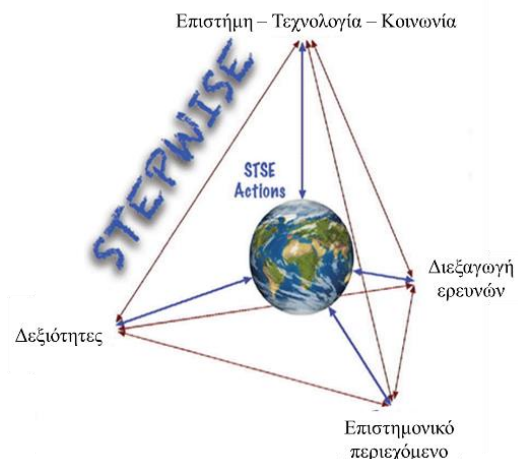 Επιστήμη – Τεχνολογία – Κοινωνία
STEPWISE
STSE
Actions
Διεξαγωγή
ερευνών
Δεξιότητες
Επιστημονικό
περιεχόμενο